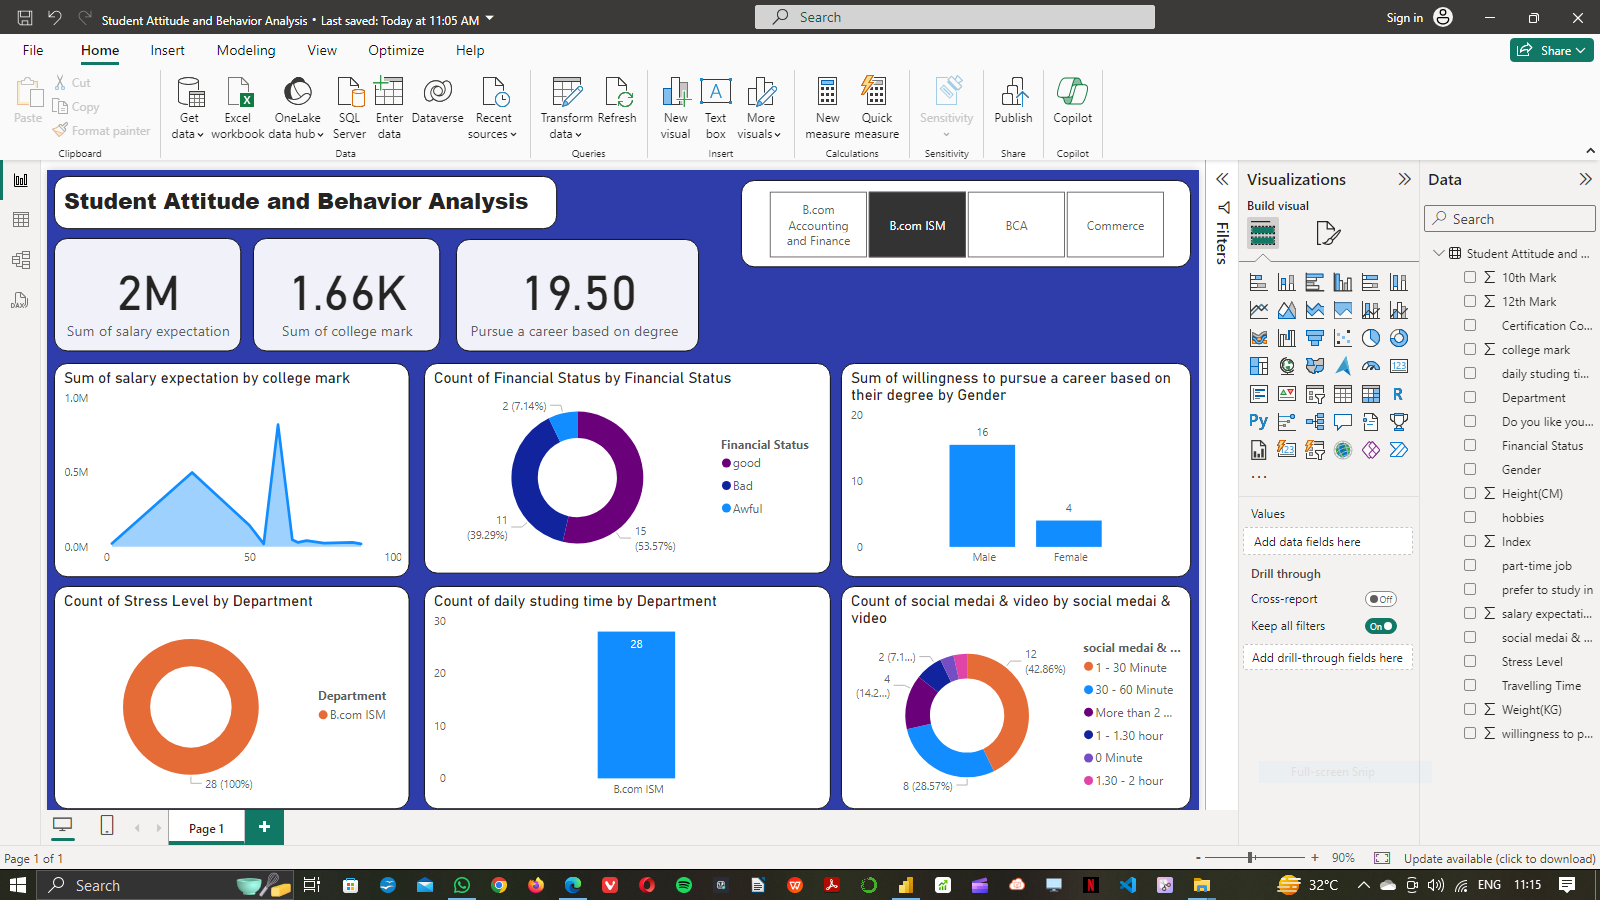 Student Attitude and Behavior Analysis • Last saved: Today at 11:05 AM
Search
Sign in
File
Home
Insert
Modeling
View
Optimize
Help
Share
Paste
Cut
Copy
Format painter
Clipboard
Get data
Excel workbook
OneLake data hub
SQL Server
Enter data
Dataverse
Recent sources
Data
Transform data
Refresh
Queries
New visual
Text box
More visuals
Insert
New measure
Quick measure
Calculations
Sensitivity
Sensitivity
Publish
Share
Copilot
Copilot
Student Attitude and Behavior Analysis
B.com
Accounting
and Finance
B.com ISM
BCA
Commerce
2M
Sum of salary expectation
1.66K
Sum of college mark
19.50
Pursue a career based on degree
Sum of salary expectation by college mark
1.0M
0.5M
0.0M
0
50
100
Count of Financial Status by Financial Status
2 (7.14%)
11
(39.29%)
15
(53.57%)
Financial Status
good
Bad
Awful
Sum of willingness to pursue a career based on
their degree by Gender
20
10
0
16
4
Male
Female
Count of Stress Level by Department
28 (100%)
Department
B.com ISM
Count of daily studing time by Department
30
20
10
0
28
B.com ISM
Count of social medai & video by social medai &
video
2 (7.1...)
4
(14.2...)
12
(42.86%)
8 (28.57%)
social medai & ...
1 - 30 Minute
30 - 60 Minute
More than 2 ...
1 - 1.30 hour
0 Minute
1.30 - 2 hour
Filters
Visualizations
Build visual
123
R
Py
123
...
Values
Add data fields here
Drill through
Cross-report
Off
Keep all filters
On
Add drill-through fields here
Data
Search
Student Attitude and ...
10th Mark
12th Mark
Certification Co...
college mark
daily studing ti...
Department
Do you like you...
Financial Status
Gender
Height(CM)
hobbies
Index
part-time job
prefer to study in
salary expectati...
social medai & ...
Stress Level
Travelling Time
Weight(KG)
willingness to p...
Full-screen Snip
Page 1
Page 1 of 1
- + 90%
Update available (click to download)
Search
32°C
ENG
11:15